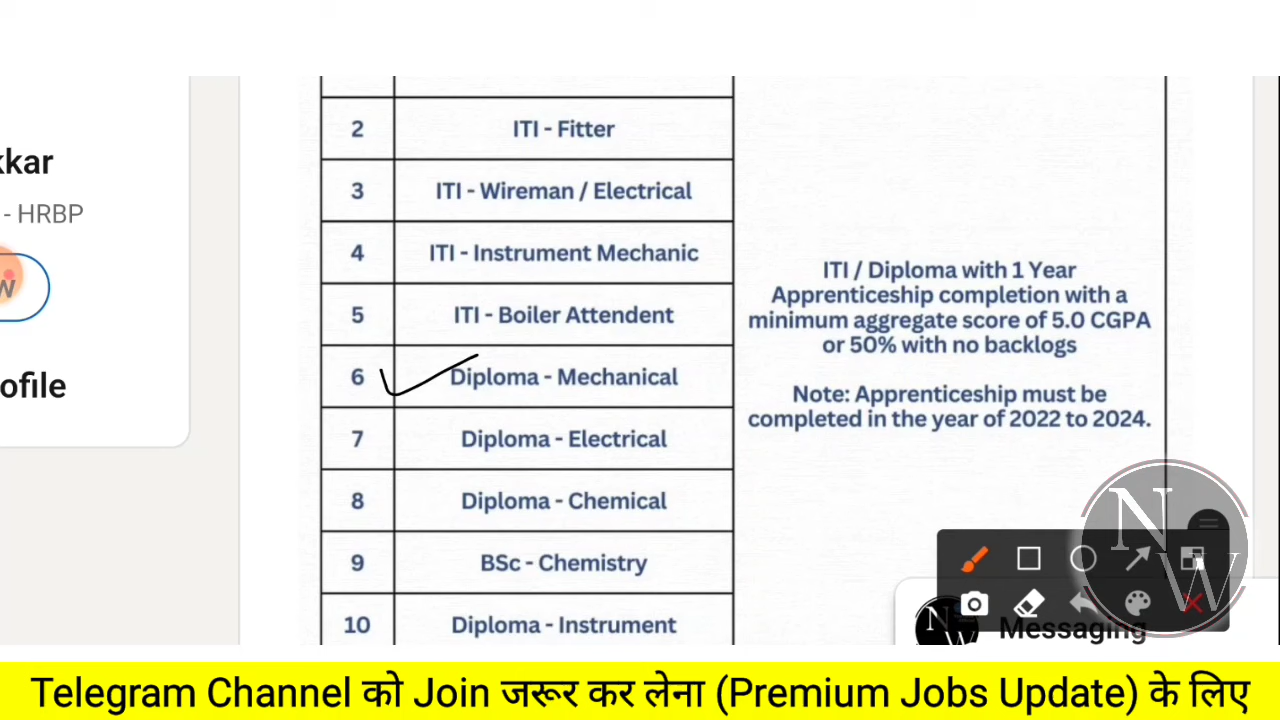 kkar
- HRBP
w
ofile
2 ITI - Fitter
3 ITI - Wireman / Electrical
4 ITI - Instrument Mechanic
5 ITI - Boiler Attendent
6 Diploma - Mechanical
7 Diploma - Electrical
8 Diploma - Chemical
9 BSc - Chemistry
10 Diploma - Instrument
ITI / Diploma with 1 Year
Apprenticeship completion with a
minimum aggregate score of 5.0 CGPA
or 50% with no backlogs
Note: Apprenticeship must be
completed in the year of 2022 to 2024.
N
W
NW
Messaging
Telegram Channel को Join जरूर कर लेना (Premium Jobs Update) के लिए